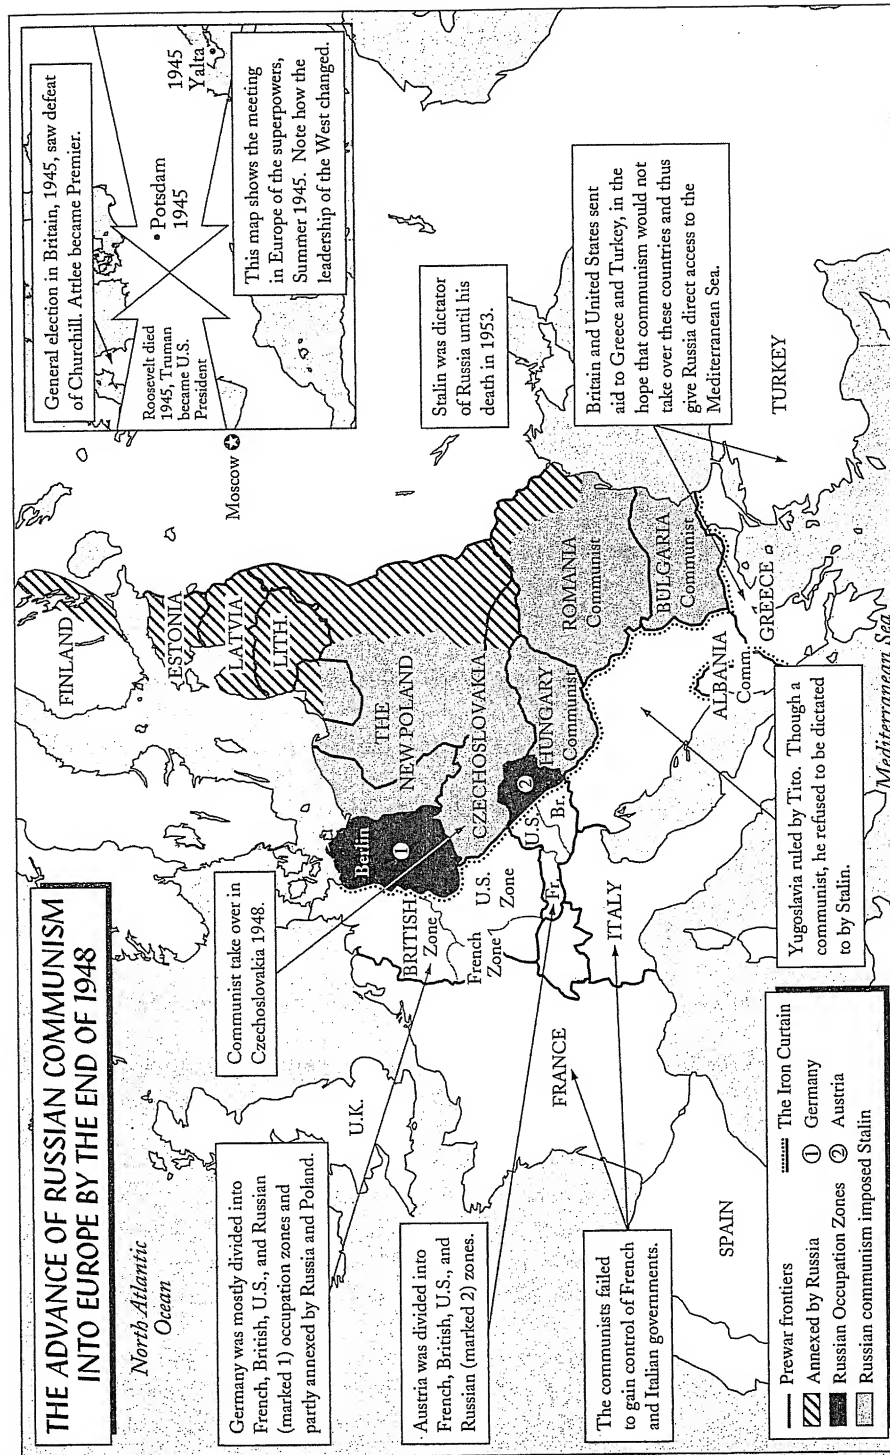 THE ADVANCE OF RUSSIAN COMMUNISM
INTO EUROPE BY THE END OF 1948
North Atlantic
Ocean
Germany was mostly divided into
French, British, U.S., and Russian
(marked 1) occupation zones and
partly annexed by Russia and Poland.
Austria was divided into
French, British, U.S., and
Russian (marked 2) zones.
The communists failed
to gain control of French
and Italian governments.
Prewar frontiers
Annexed by Russia
Russian Occupation Zones
Russian communism imposed Stalin
The Iron Curtain
① Germany
② Austria
Communist take over in
Czechoslovakia 1948.
U.K.
FRANCE
SPAIN
BRITISH
Zone
French
Zone
U.S.
Zone
Fr.
U.S.
Br.
ITALY
Berlin
①
②
THE
NEW POLAND
CZECHOSLOVAKIA
HUNGARY
Communist
ROMANIA
Communist
BULGARIA
Communist
ALBANIA
Comm.
GREECE
TURKEY
Mediterranean Sea
FINLAND
ESTONIA
LATVIA
LITH.
Moscow
Yugoslavia ruled by Tito. Though a
communist, he refused to be dictated
to by Stalin.
Stalin was dictator
of Russia until his
death in 1953.
Britain and United States sent
aid to Greece and Turkey, in the
hope that communism would not
take over these countries and thus
give Russia direct access to the
Mediterranean Sea.
General election in Britain, 1945, saw defeat
of Churchill. Attlee became Premier.
Roosevelt died
1945, Truman
became U.S.
President
Potsdam
1945
1945
Yalta
This map shows the meeting
in Europe of the superpowers,
Summer 1945. Note how the
leadership of the West changed.